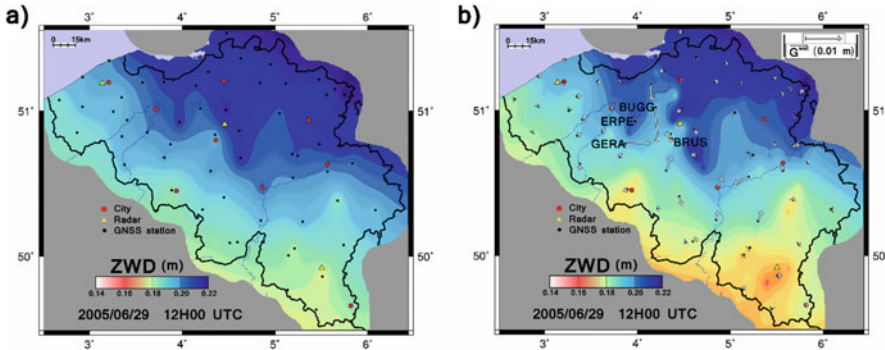 a)
0 15km
51°
50°
City
Radar
GNSS station
ZWD (m)
0.14 0.16 0.18 0.20 0.22
2005/06/29 12H00 UTC
3° 4° 5° 6°
b)
0 15km
G^wet (0.01 m)
BUGG
ERPE
GERA
BRUS
51°
50°
City
Radar
GNSS station
ZWD (m)
0.14 0.16 0.18 0.20 0.22
2005/06/29 12H00 UTC
3° 4° 5° 6°